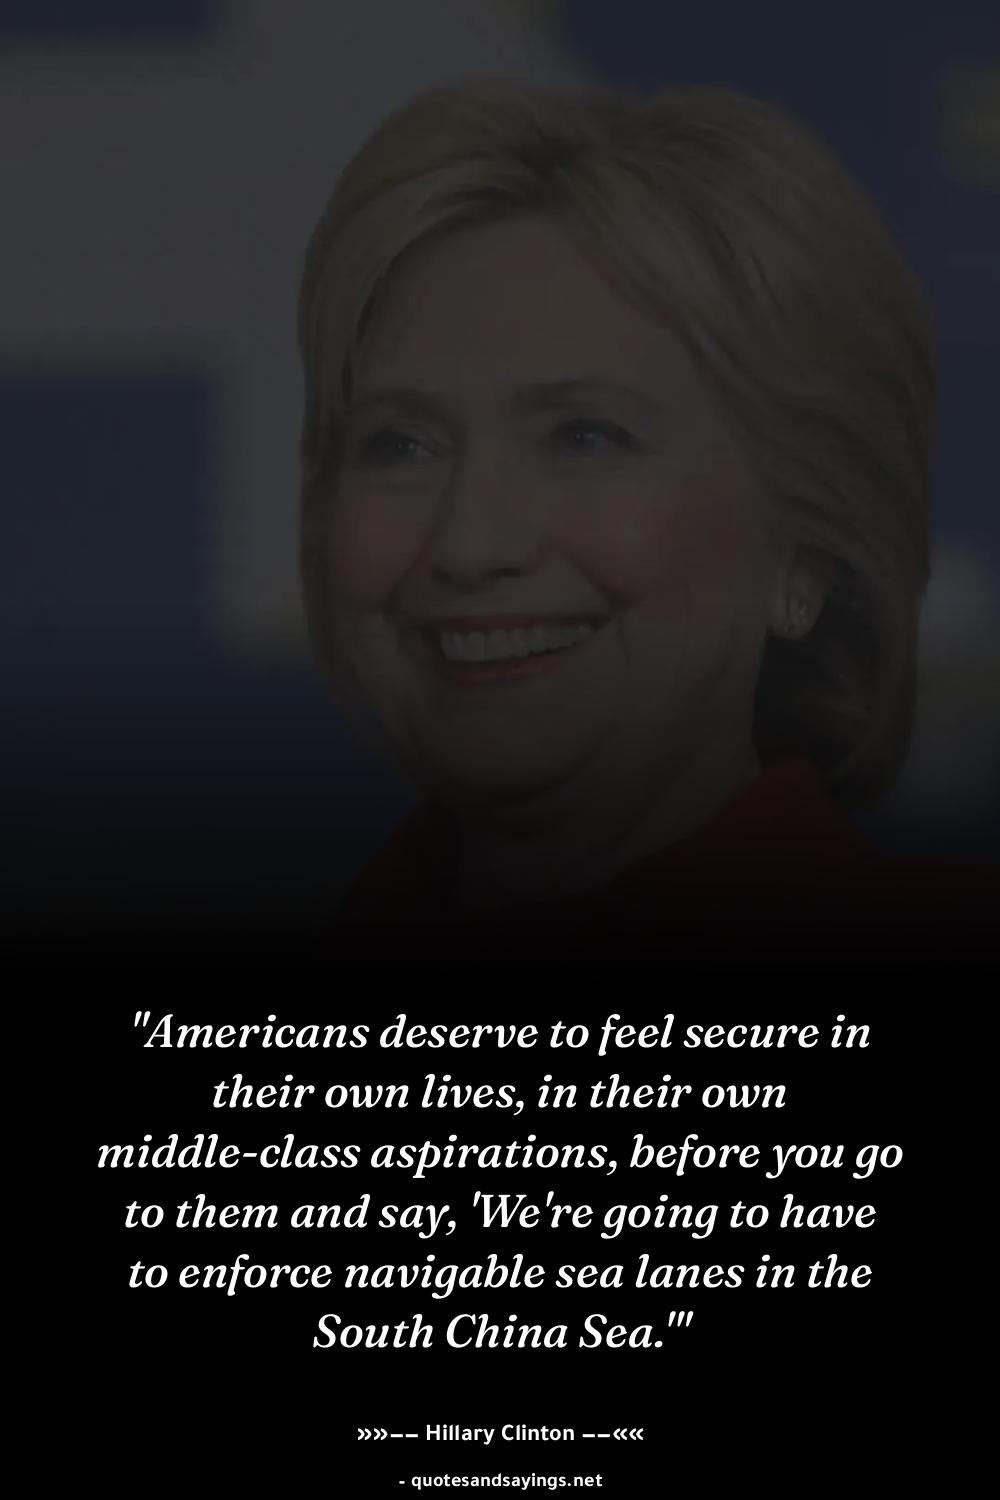 "Americans deserve to feel secure in
their own lives, in their own
middle-class aspirations, before you go
to them and say, 'We're going to have
to enforce navigable sea lanes in the
South China Sea.'"
»»−− Hillary Clinton −−««
- quotesandsayings.net